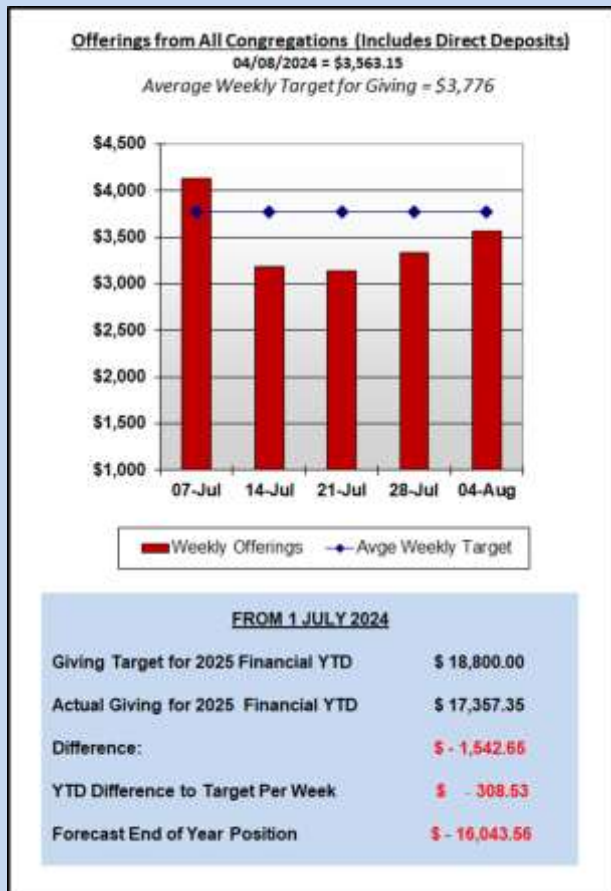 Offerings from All Congregations (Includes Direct Deposits)
04/08/2024 = $3,563.15
Average Weekly Target for Giving = $3,776
$4,500
$4,000
$3,500
$3,000
$2,500
$2,000
$1,500
$1,000
07-Jul 14-Jul 21-Jul 28-Jul 04-Aug
Weekly Offerings Avge Weekly Target
FROM 1 JULY 2024
Giving Target for 2025 Financial YTD $ 18,800.00
Actual Giving for 2025 Financial YTD $ 17,357.35
Difference: $ - 1,542.65
YTD Difference to Target Per Week $ - 308.53
Forecast End of Year Position $ - 16,043.56